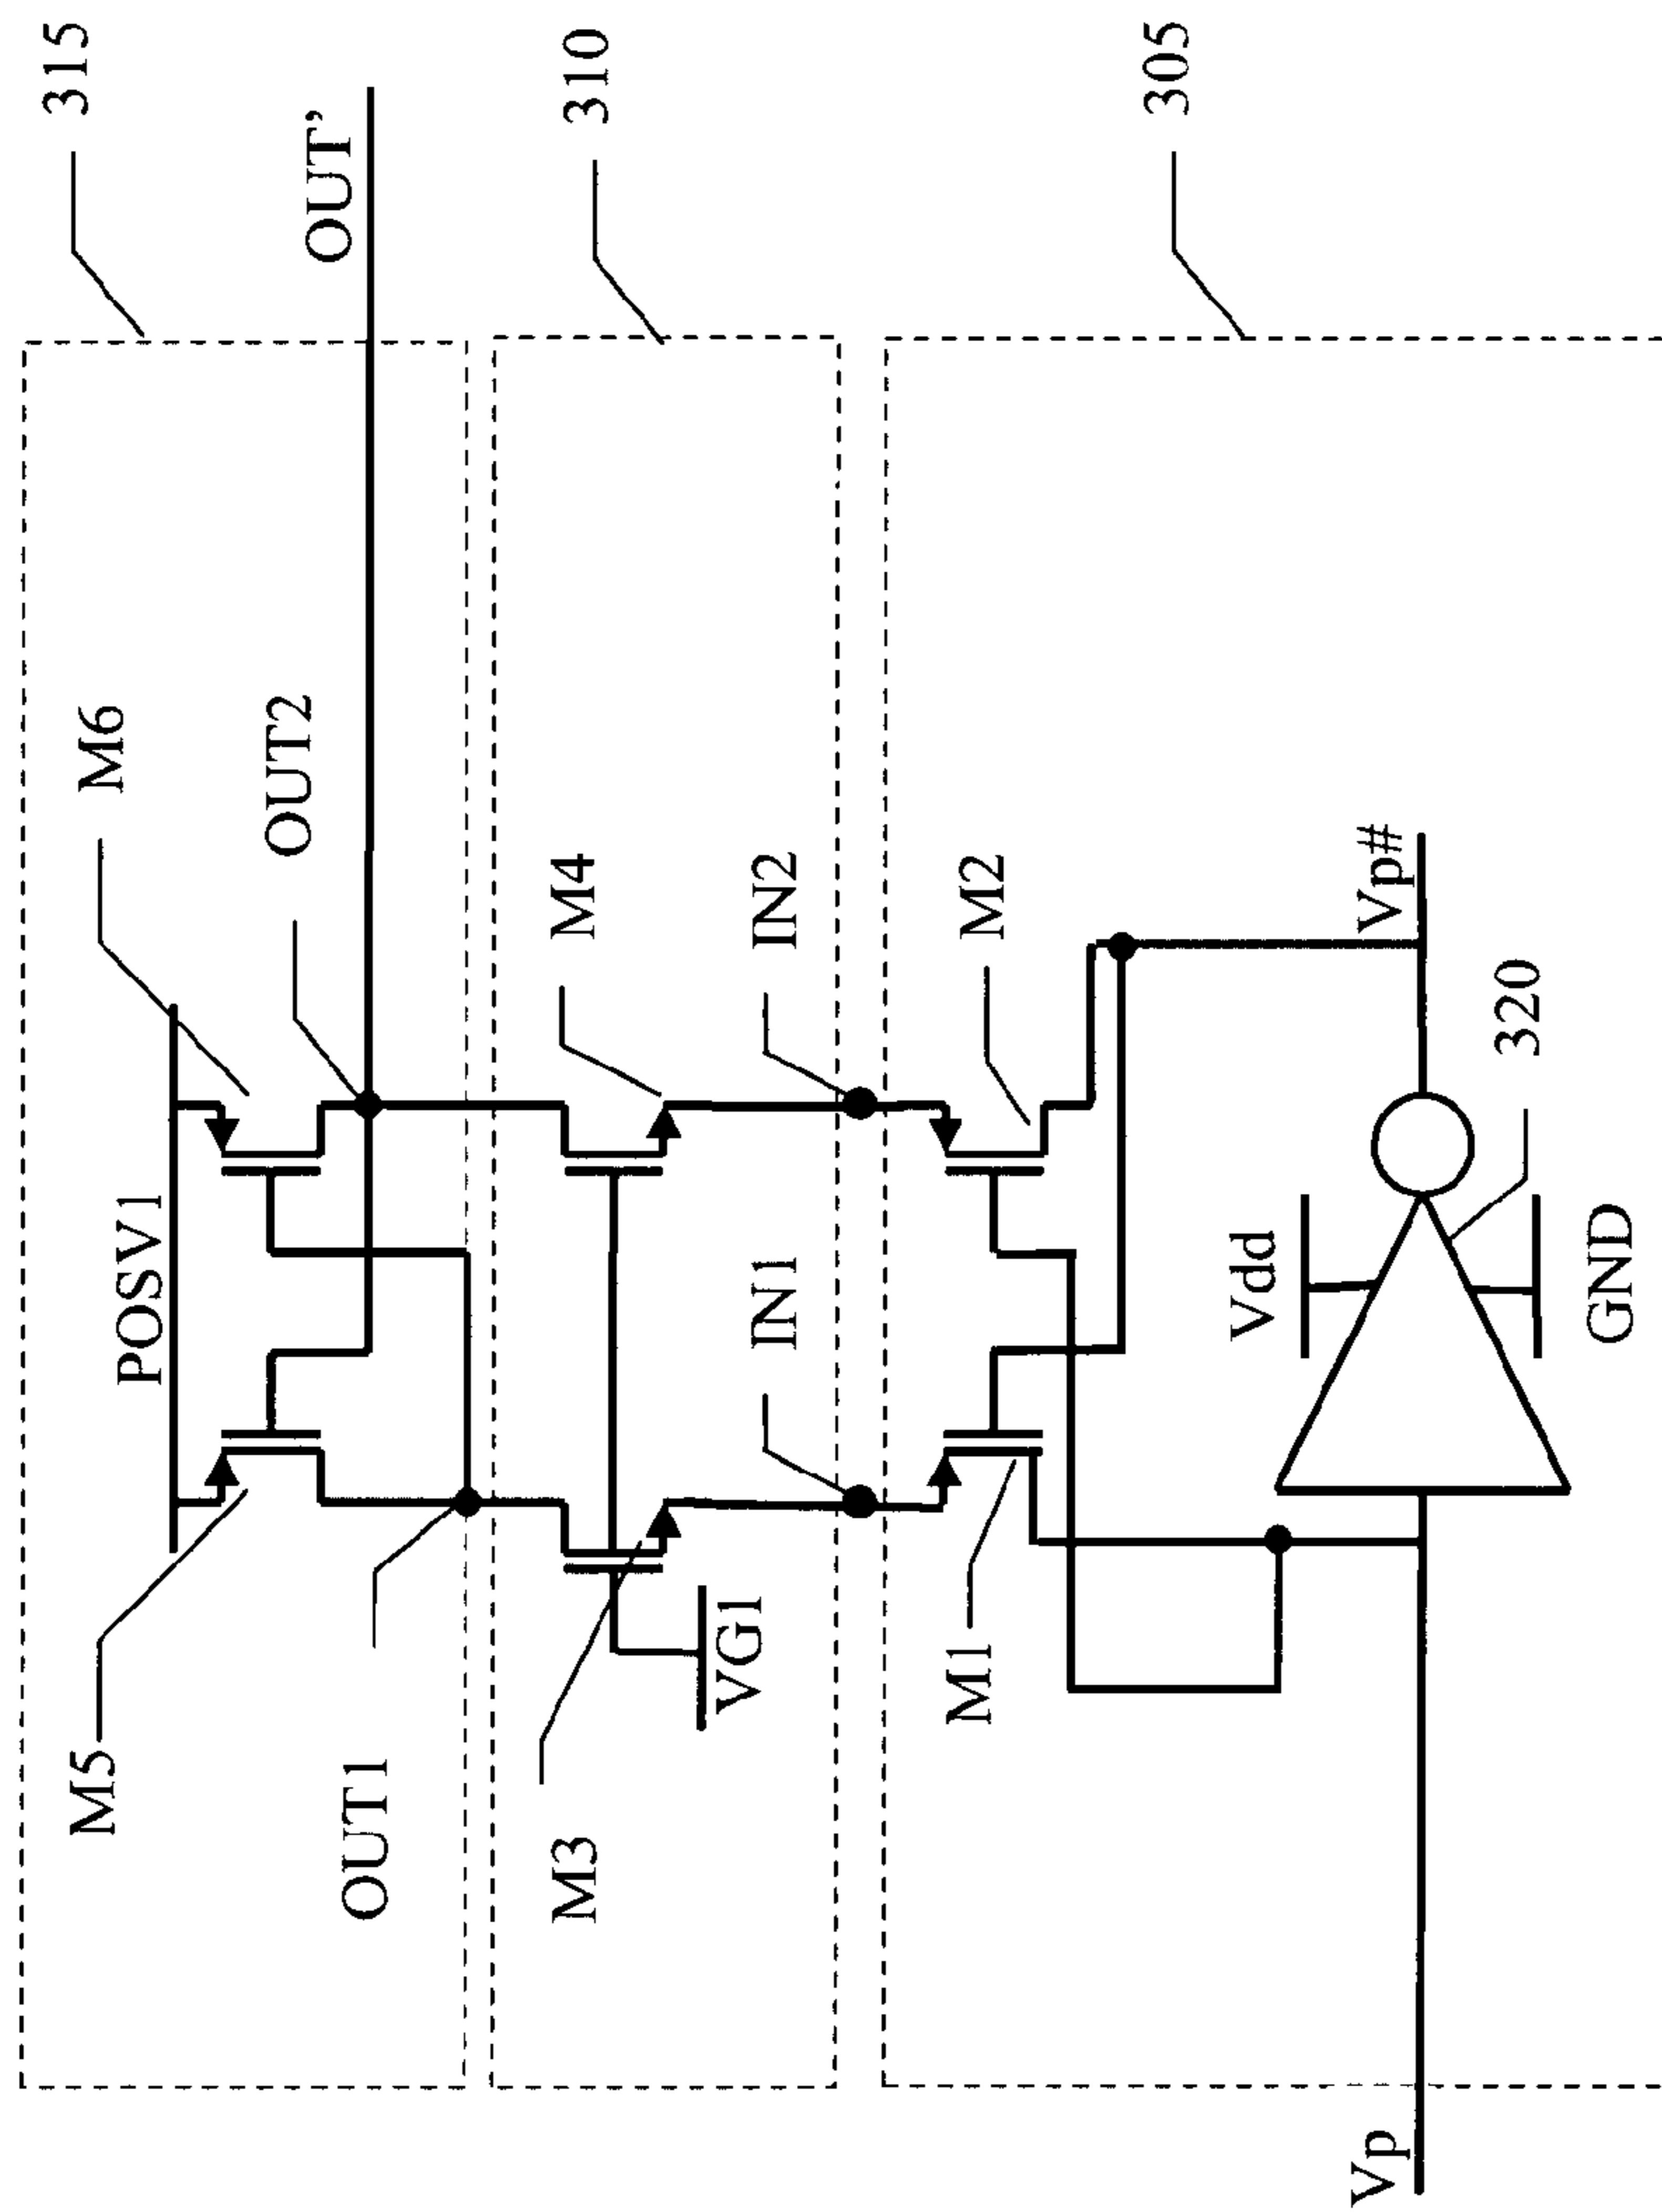 315
310
305
OUT'
M6
OUT2
POSV1
M4
IN2
M2
Vp#
320
IN1
Vdd
GND
M5
OUT1
M3
VG1
M1
Vp